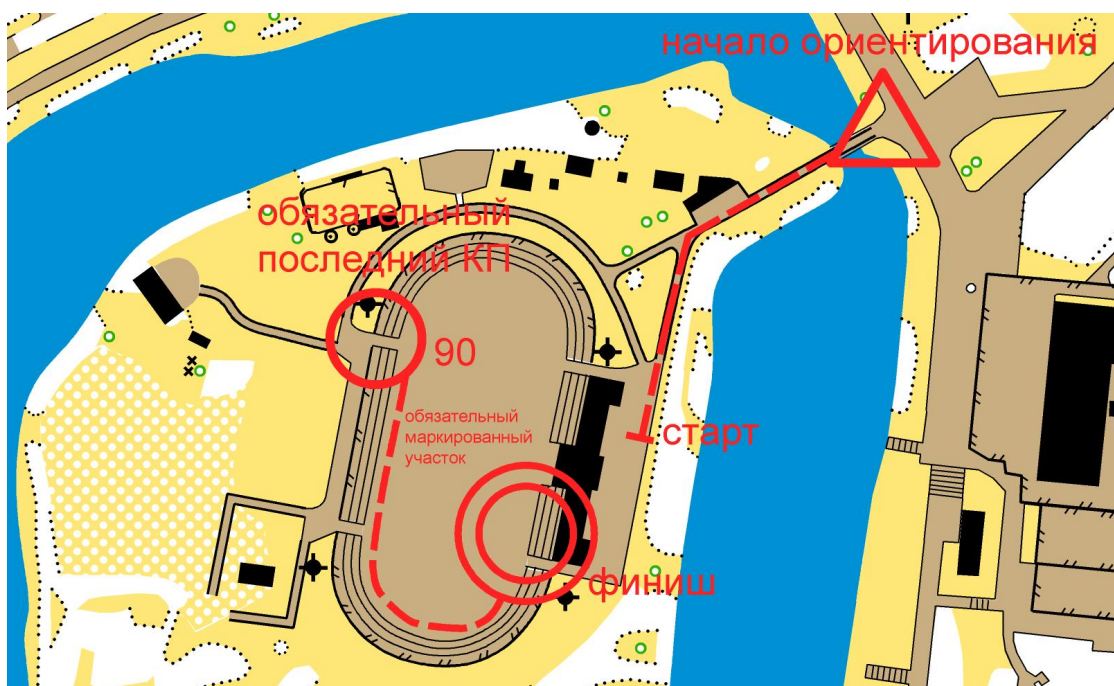 начало ориентирования
обязательный
последний КП
90
обязательный
маркированный
участок
старт
финиш